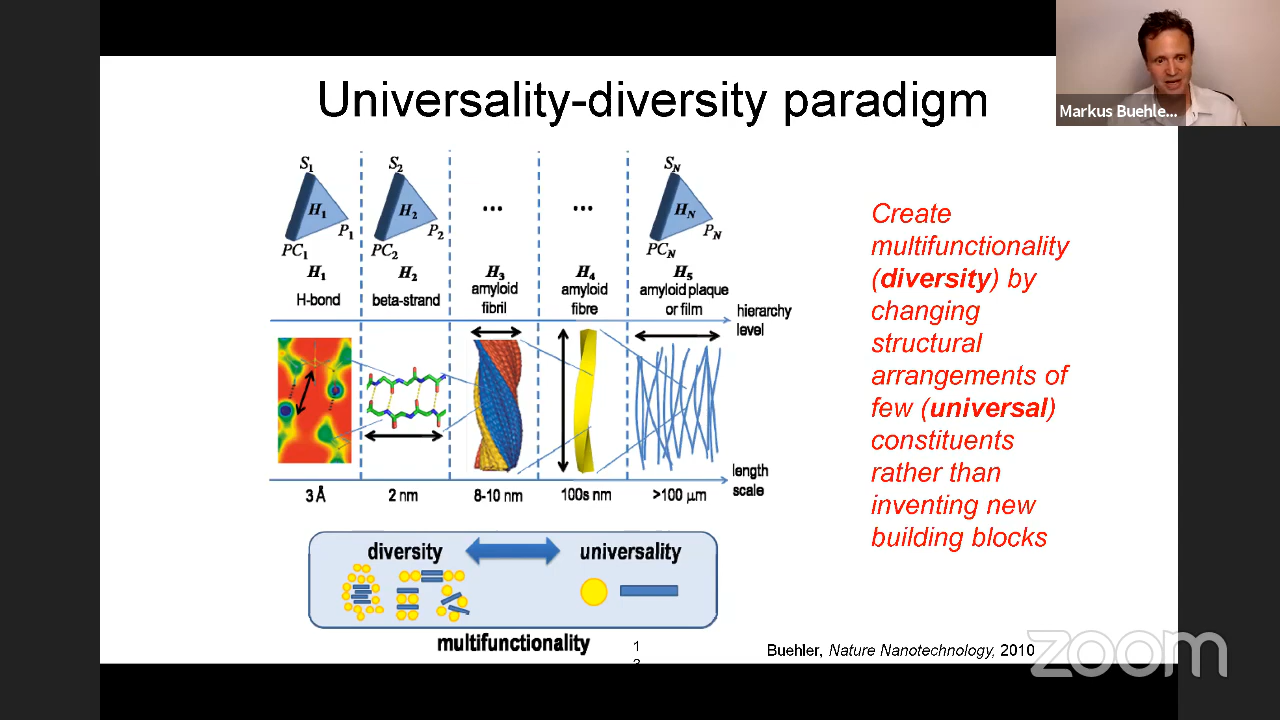 Universality-diversity paradigm
Markus Buehle...
S1
S2
SN
H1
H2
...
...
HN
P1
P2
PN
PC1
PC2
PCN
H1
H2
H3
H4
H5
H-bond
beta-strand
amyloid
fibril
amyloid
fibre
amyloid plaque
or film
hierarchy
level
3 Å
2 nm
8-10 nm
100s nm
>100 μm
length
scale
diversity
universality
multifunctionality
Create
multifunctionality
(diversity) by
changing
structural
arrangements of
few (universal)
constituents
rather than
inventing new
building blocks
1
Buehler, Nature Nanotechnology, 2010
zoom